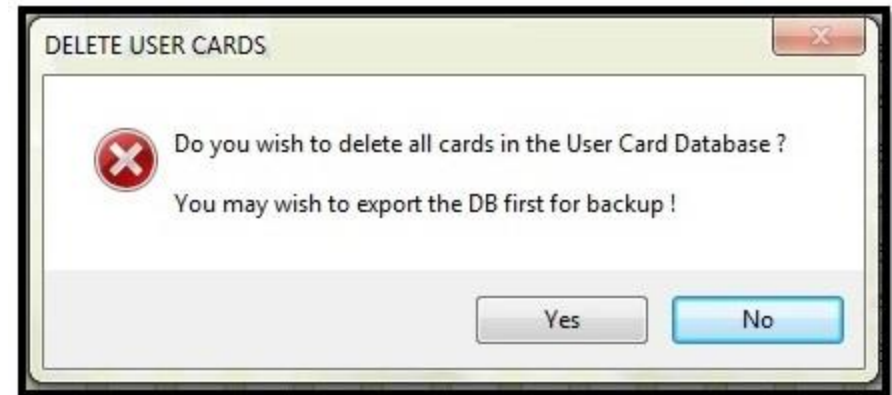 DELETE USER CARDS
Do you wish to delete all cards in the User Card Database ?
You may wish to export the DB first for backup !
Yes No